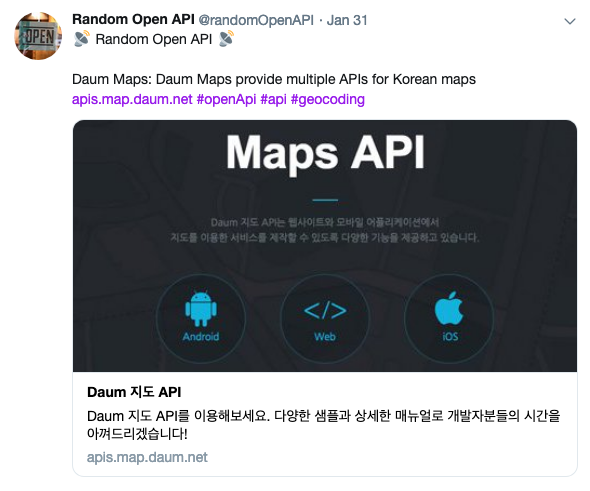 Random Open API @randomOpenAPI · Jan 31
Random Open API
Daum Maps: Daum Maps provide multiple APIs for Korean maps
apis.map.daum.net #openApi #api #geocoding
Maps API
Daum 지도 API는 웹사이트와 모바일 어플리케이션에서
지도를 이용한 서비스를 제작할 수 있도록 다양한 기능을 제공하고 있습니다.
Android
</>
Web
iOS
Daum 지도 API
Daum 지도 API를 이용해보세요. 다양한 샘플과 상세한 매뉴얼로 개발자분들의 시간을
아껴드리겠습니다!
apis.map.daum.net
OPEN